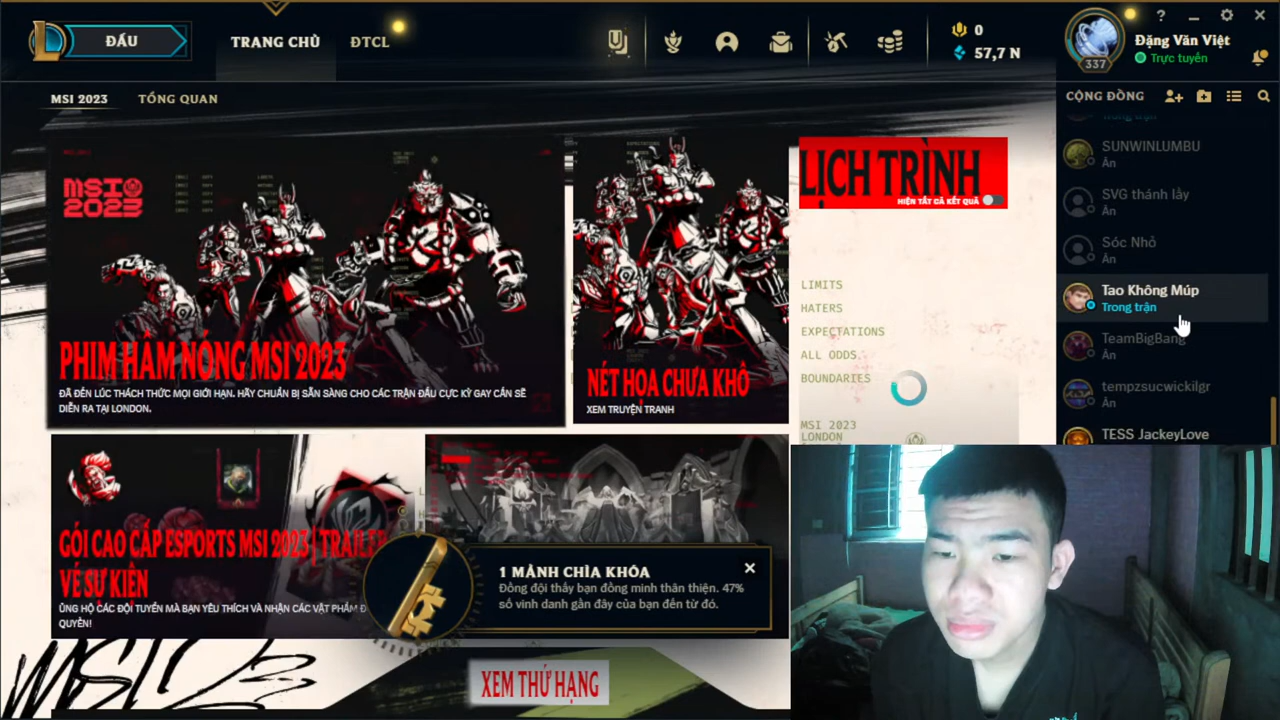 ĐẤU
TRANG CHỦ
ĐTCL
0
57,7 N
?
337
Đặng Văn Việt
Trực tuyến
MSI 2023
TỔNG QUAN
CỘNG ĐỒNG
Trong trận
SUNWINLUMBU
Ẩn
SVG thánh lầy
Ẩn
Sóc Nhỏ
Ẩn
Tao Không Múp
Trong trận
TeamBigBang
Ẩn
tempzsucwickilgr
Ẩn
TESS JackeyLove
MSI
2023
PHIM HÂM NÓNG MSI 2023
ĐÃ ĐẾN LÚC THÁCH THỨC MỌI GIỚI HẠN. HÃY CHUẨN BỊ SẴN SÀNG CHO CÁC TRẬN ĐẤU CỰC KỲ GAY CẤN SẼ
DIỄN RA TẠI LONDON.
NÉT HỌA CHƯA KHÔ
XEM TRUYỆN TRANH
LỊCH TRÌNH
HIỆN TẤT CẢ KẾT QUẢ
LIMITS
HATERS
EXPECTATIONS
ALL ODDS
BOUNDARIES
MSI 2023
LONDON
GÓI CAO CẤP ESPORTS MSI 2023 | TRAILER
VÉ SỰ KIỆN
ỦNG HỘ CÁC ĐỘI TUYỂN MÀ BẠN YÊU THÍCH VÀ NHẬN CÁC VẬT PHẨM Đ
QUYỀN!
1 MẢNH CHÌA KHÓA
Đồng đội thấy bạn đồng minh thân thiện. 47%
số vinh danh gần đây của bạn đến từ đó.
XEM THỨ HẠNG